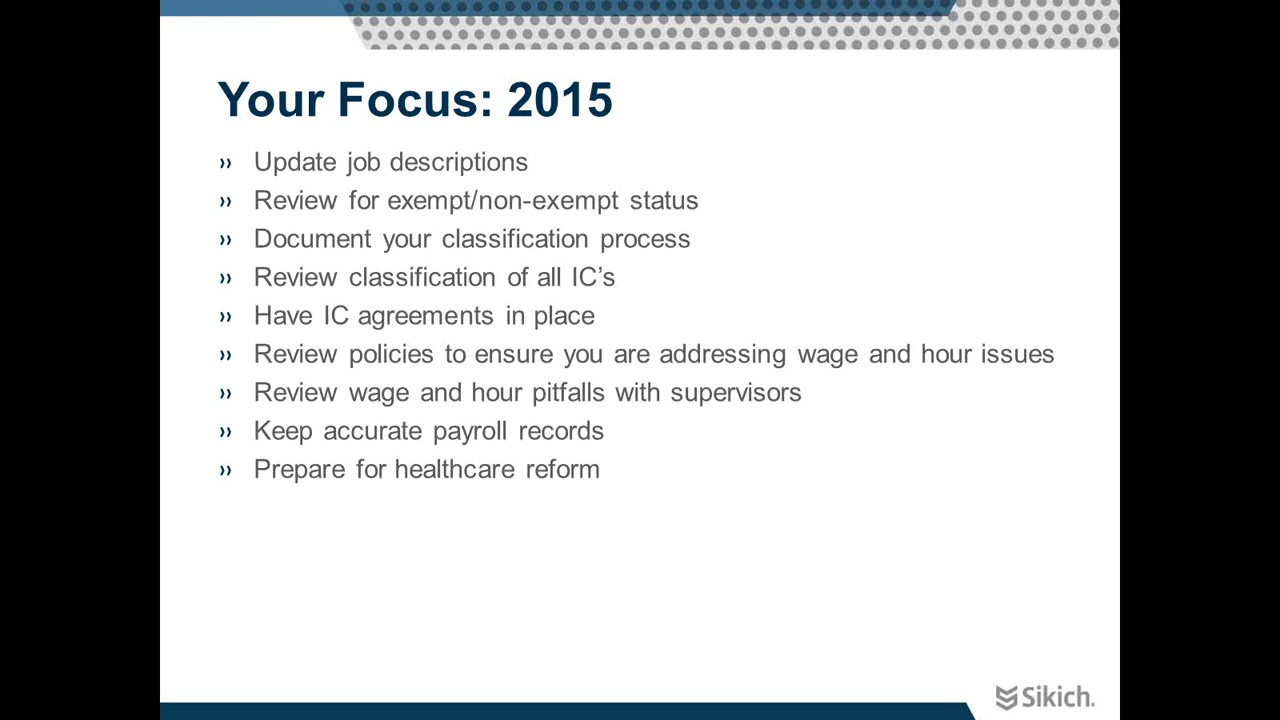 Your Focus: 2015
›› Update job descriptions
›› Review for exempt/non-exempt status
›› Document your classification process
›› Review classification of all IC’s
›› Have IC agreements in place
›› Review policies to ensure you are addressing wage and hour issues
›› Review wage and hour pitfalls with supervisors
›› Keep accurate payroll records
›› Prepare for healthcare reform
Sikich.